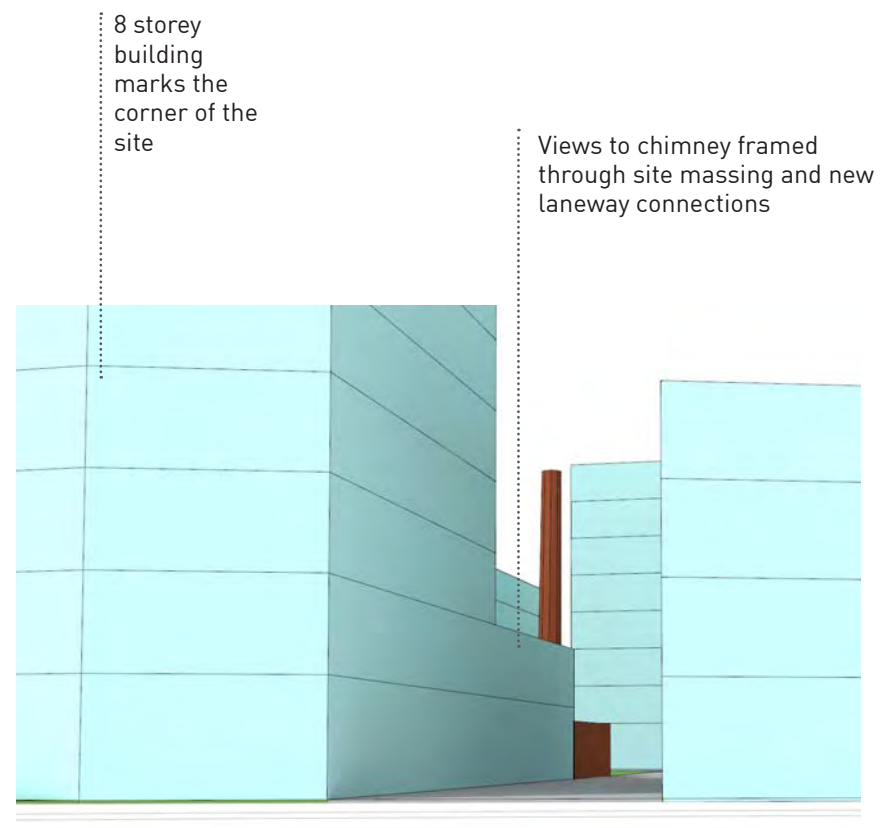 8 storey
building
marks the
corner of the
site
Views to chimney framed
through site massing and new
laneway connections